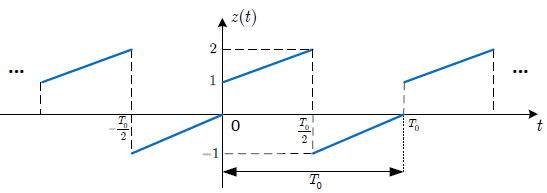 z(t)
2
... ...
1
-T₀/2 0 T₀/2 T₀ t
-1
T₀